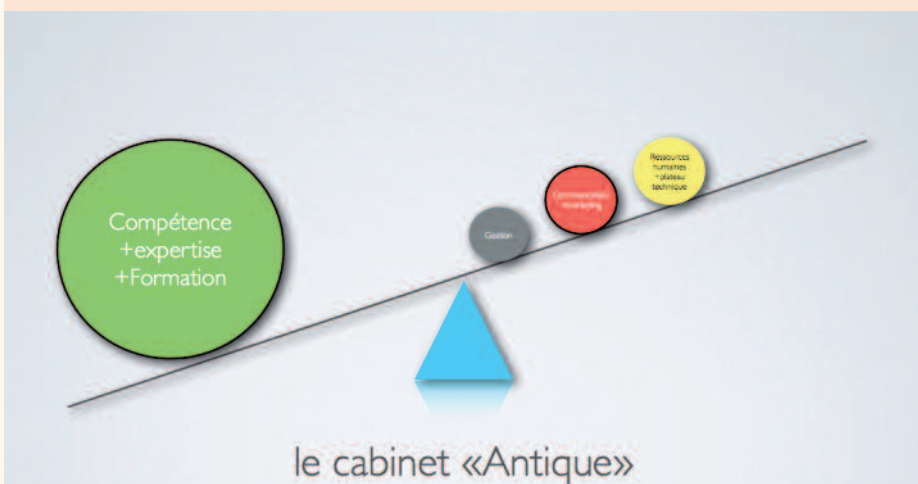 Compétence
+expertise
+Formation
Gestion
Ressources
humaines
+plateau
technique
le cabinet «Antique»